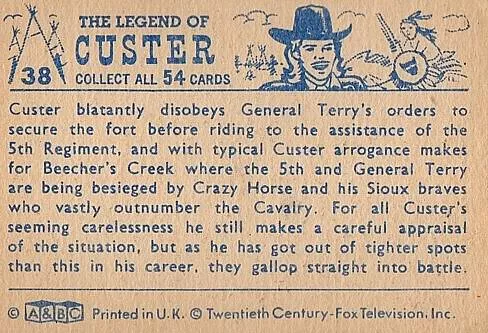 THE LEGEND OF
CUSTER
38
COLLECT ALL 54 CARDS
Custer blatantly disobeys General Terry's orders to
secure the fort before riding to the assistance of the
5th Regiment, and with typical Custer arrogance makes
for Beecher's Creek where the 5th and General Terry
are being besieged by Crazy Horse and his Sioux braves
who vastly outnumber the Cavalry. For all Custer's
seeming carelessness he still makes a careful appraisal
of the situation, but as he has got out of tighter spots
than this in his career, they gallop straight into battle.
© A&BC Printed in U.K. © Twentieth Century-Fox Television, Inc.